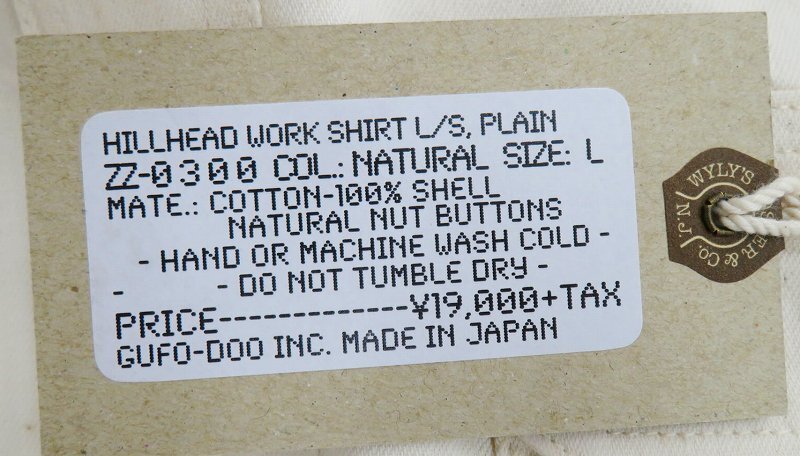 HILLHEAD WORK SHIRT L/S, PLAIN
ZZ-0300 COL.: NATURAL SIZE: L
MATE.: COTTON-100% SHELL
NATURAL NUT BUTTONS
- HAND OR MACHINE WASH COLD -
- - DO NOT TUMBLE DRY -
PRICE-------------¥19,000+TAX
GUFO-DOO INC. MADE IN JAPAN
WYLY'S
& CO.
N.J.